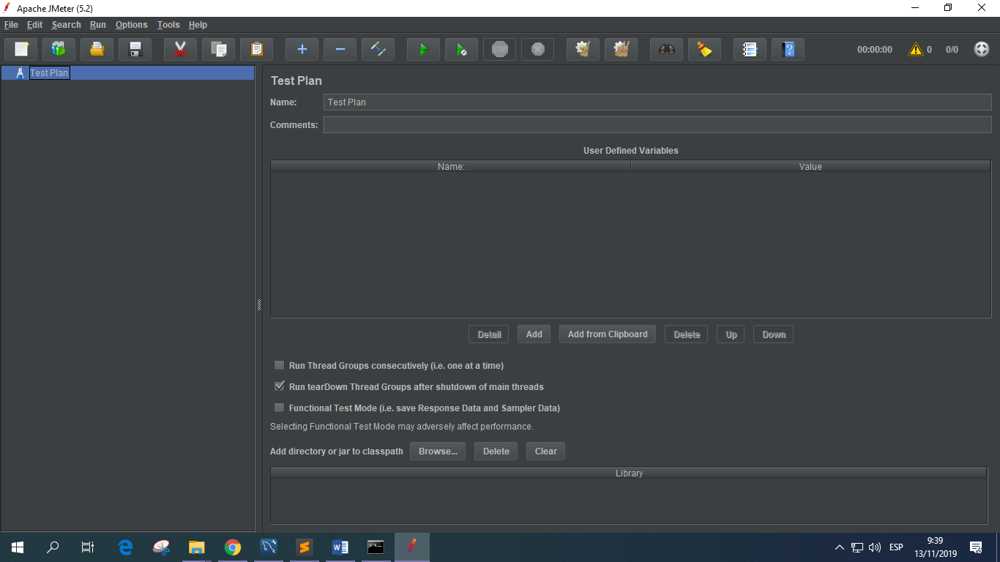 Apache JMeter (5.2)
File Edit Search Run Options Tools Help
STOP 00:00:00 0 0/0
Test Plan
Test Plan
Name: Test Plan
Comments:
User Defined Variables
Name: Value
Detail Add Add from Clipboard Delete Up Down
Run Thread Groups consecutively (i.e. one at a time)
Run tearDown Thread Groups after shutdown of main threads
Functional Test Mode (i.e. save Response Data and Sampler Data)
Selecting Functional Test Mode may adversely affect performance.
Add directory or jar to classpath Browse... Delete Clear
Library
ESP
9:39
13/11/2019